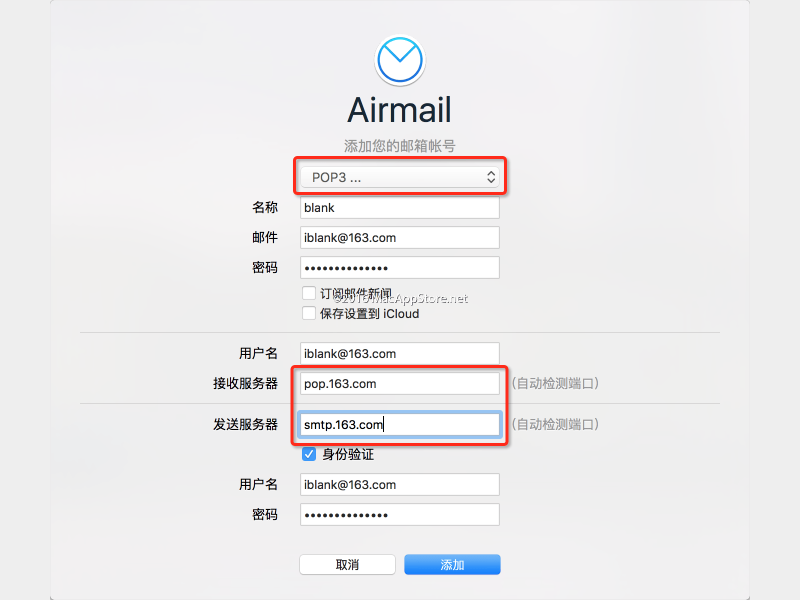 Airmail
添加您的邮箱帐号
POP3 ...
名称 blank
邮件 iblank@163.com
密码 ••••••••••••••
订阅邮件新闻
©2016 MacAppStore.net
保存设置到 iCloud
用户名 iblank@163.com
接收服务器 pop.163.com (自动检测端口)
发送服务器 smtp.163.com (自动检测端口)
身份验证
用户名 iblank@163.com
密码 ••••••••••••••
取消 添加